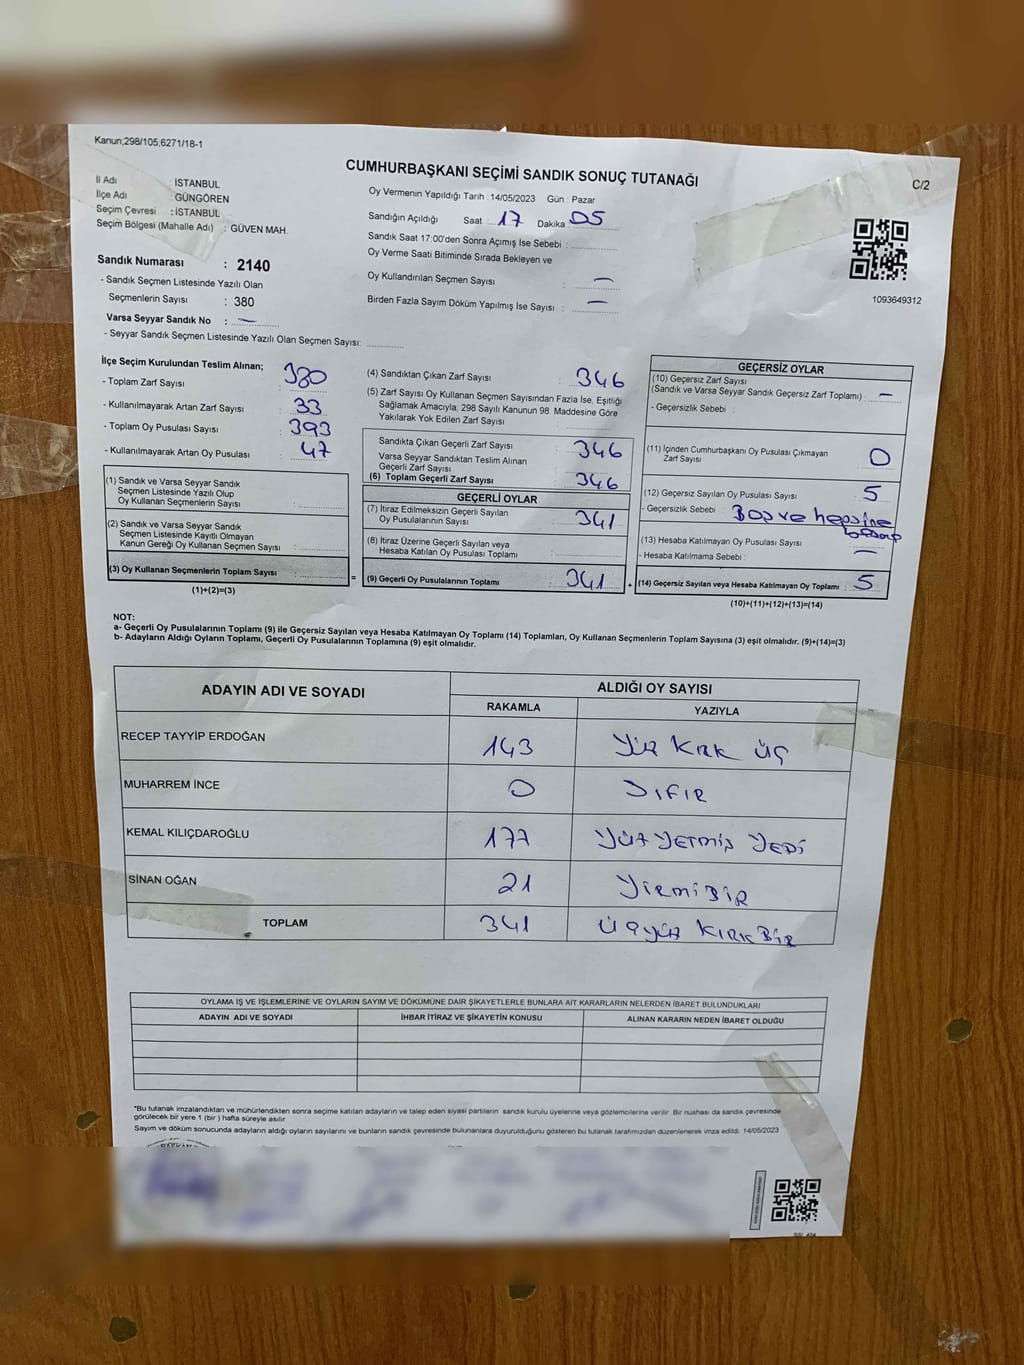 Kanun;298/105;6271/18-1
CUMHURBAŞKANI SEÇİMİ SANDIK SONUÇ TUTANAĞI
C/2
İl Adı : İSTANBUL
İlçe Adı : GÜNGÖREN
Seçim Çevresi : İSTANBUL
Seçim Bölgesi (Mahalle Adı) : GÜVEN MAH.
Oy Vermenin Yapıldığı Tarih : 14/05/2023 Gün : Pazar
Sandığın Açıldığı Saat : 17 Dakika 05
Sandık Saat 17:00'den Sonra Açımış İse Sebebi :
Oy Verme Saati Bitiminde Sırada Bekleyen ve
Oy Kullandırılan Seçmen Sayısı : —
Birden Fazla Sayım Döküm Yapılmış İse Sayısı : —
1093649312
Sandık Numarası : 2140
- Sandık Seçmen Listesinde Yazılı Olan
Seçmenlerin Sayısı : 380
Varsa Seyyar Sandık No : —
- Seyyar Sandık Seçmen Listesinde Yazılı Olan Seçmen Sayısı:
İlçe Seçim Kurulundan Teslim Alınan;
- Toplam Zarf Sayısı : 380
- Kullanılmayarak Artan Zarf Sayısı : 33
- Toplam Oy Pusulası Sayısı : 393
- Kullanılmayarak Artan Oy Pusulası : 47
(1) Sandık ve Varsa Seyyar Sandık
Seçmen Listesinde Yazılı Olup
Oy Kullanan Seçmenlerin Sayısı :
(2) Sandık ve Varsa Seyyar Sandık
Seçmen Listesinde Kayıtlı Olmayan
Kanun Gereği Oy Kullanan Seçmen Sayısı :
(3) Oy Kullanan Seçmenlerin Toplam Sayısı :
(1)+(2)=(3)
=
(4) Sandıktan Çıkan Zarf Sayısı : 346
(5) Zarf Sayısı Oy Kullanan Seçmen Sayısından Fazla İse, Eşitliği
Sağlamak Amacıyla; 298 Sayılı Kanunun 98. Maddesine Göre
Yakılarak Yok Edilen Zarf Sayısı :
Sandıkta Çıkan Geçerli Zarf Sayısı : 346
Varsa Seyyar Sandıktan Teslim Alınan
Geçerli Zarf Sayısı :
(6) Toplam Geçerli Zarf Sayısı : 346
GEÇERLİ OYLAR
(7) İtiraz Edilmeksizin Geçerli Sayılan
Oy Pusulalarının Sayısı : 341
(8) İtiraz Üzerine Geçerli Sayılan veya
Hesaba Katılan Oy Pusulası Toplamı :
(9) Geçerli Oy Pusulalarının Toplamı : 341
+
GEÇERSİZ OYLAR
(10) Geçersiz Zarf Sayısı
(Sandık ve Varsa Seyyar Sandık Geçersiz Zarf Toplamı) : —
- Geçersizlik Sebebi :
(11) İçinden Cumhurbaşkanı Oy Pusulası Çıkmayan
Zarf Sayısı : 0
(12) Geçersiz Sayılan Oy Pusulası Sayısı : 5
- Geçersizlik Sebebi : Boş ve hepsine
(13) Hesaba Katılmayan Oy Pusulası Sayısı : —
- Hesaba Katılmama Sebebi :
(14) Geçersiz Sayılan veya Hesaba Katılmayan Oy Toplamı : 5
(10)+(11)+(12)+(13)=(14)
NOT:
a- Geçerli Oy Pusulalarının Toplamı (9) ile Geçersiz Sayılan veya Hesaba Katılmayan Oy Toplamı (14) Toplamları, Oy Kullanan Seçmenlerin Toplam Sayısına (3) eşit olmalıdır. (9)+(14)=(3)
b- Adayların Aldığı Oyların Toplamı, Geçerli Oy Pusulalarının Toplamına (9) eşit olmalıdır.
ADAYIN ADI VE SOYADI
ALDIĞI OY SAYISI
RAKAMLA YAZIYLA
RECEP TAYYİP ERDOĞAN 143 Yüz Kırk üç
MUHARREM İNCE 0 SIFIR
KEMAL KILIÇDAROĞLU 177 Yüz Yetmiş Yedi
SİNAN OĞAN 21 Yirmi Bir
TOPLAM 341 Üçyüz KIRK Bir
OYLAMA İŞ VE İŞLEMLERİNE VE OYLARIN SAYIM VE DÖKÜMÜNE DAİR ŞİKAYETLERLE BUNLARA AİT KARARLARIN NELERDEN İBARET BULUNDUKLARI
ADAYIN ADI VE SOYADI İHBAR İTİRAZ VE ŞİKAYETİN KONUSU ALINAN KARARIN NEDEN İBARET OLDUĞU
*Bu tutanak imzalandıktan ve mühürlendikten sonra seçime katılan adayların ve talep eden siyasi partilerin sandık kurulu üyelerine veya gözlemcilerine verilir. Bir nüshası da sandık çevresinde
görülecek bir yere 1 (bir) hafta süreyle asılır.
Sayım ve döküm sonucunda adayların aldığı oyların sayılarını ve bunların sandık çevresinde bulunanlara duyurulduğunu gösteren bu tutanak tarafımızdan düzenlenerek imza edildi. 14/05/2023